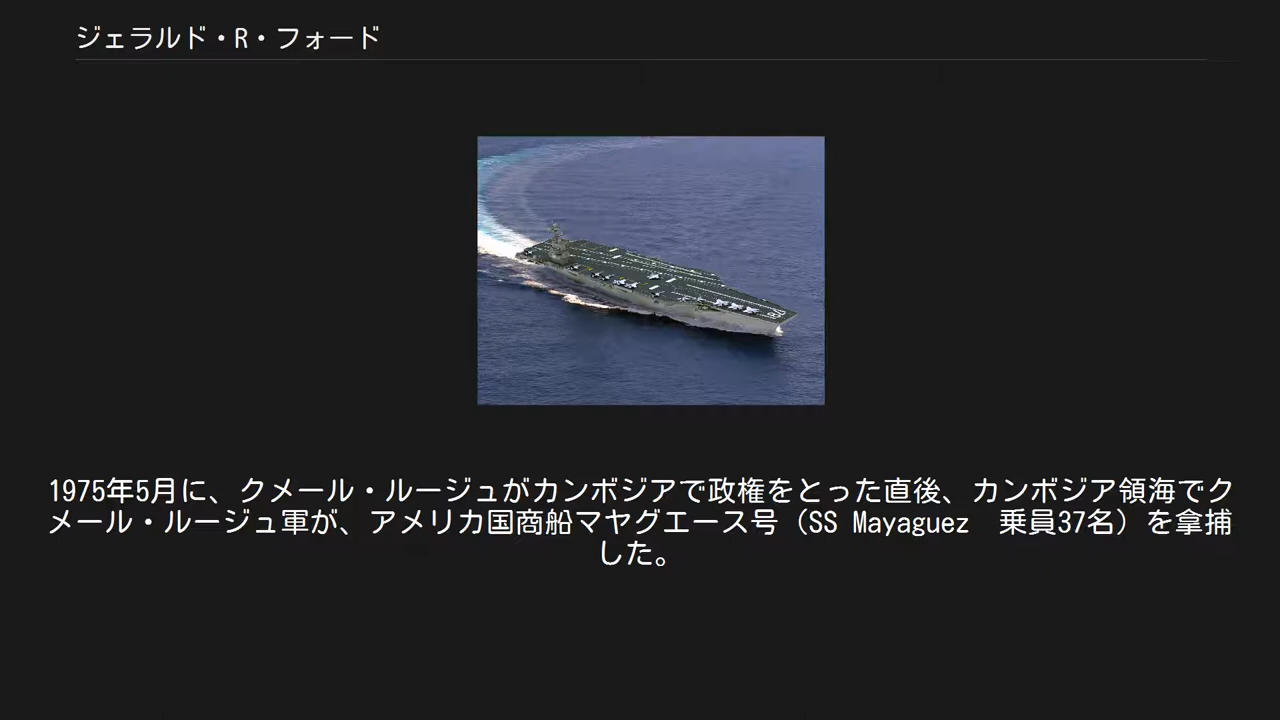 ジェラルド・R・フォード
78
1975年5月に、クメール・ルージュがカンボジアで政権をとった直後、カンボジア領海でク
メール・ルージュ軍が、アメリカ国商船マヤグエース号（SS Mayaguez　乗員37名）を拿捕
した。